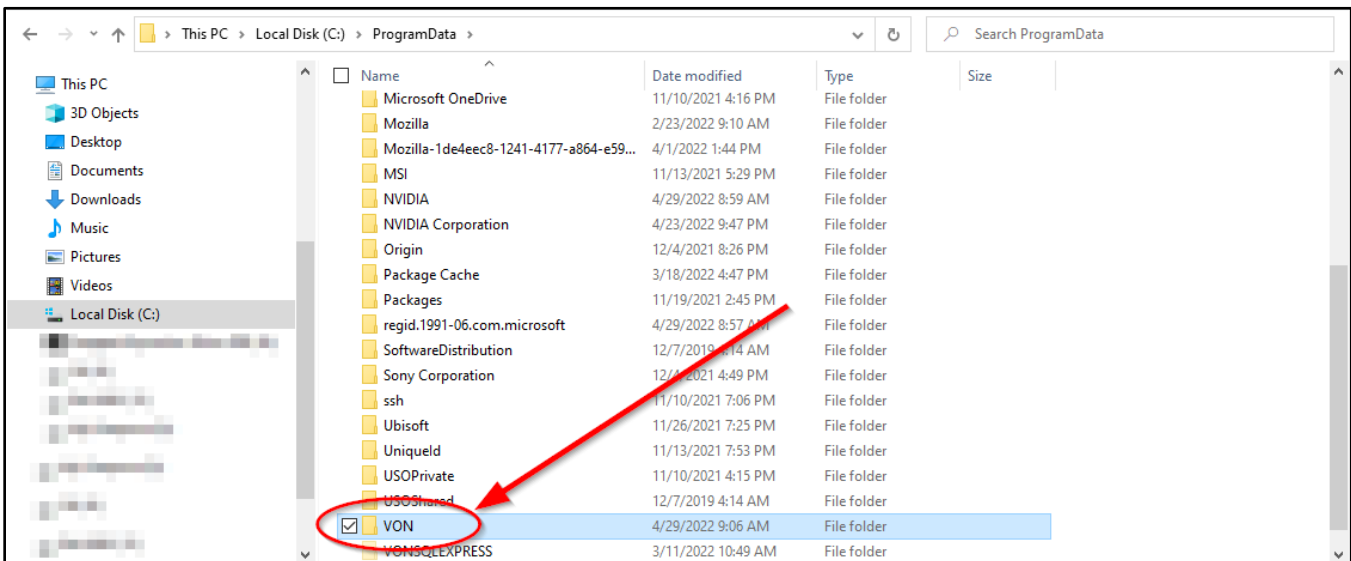 This PC > Local Disk (C:) > ProgramData >
Search ProgramData
This PC
3D Objects
Desktop
Documents
Downloads
Music
Pictures
Videos
Local Disk (C:)
Name Date modified Type Size
Microsoft OneDrive 11/10/2021 4:16 PM File folder
Mozilla 2/23/2022 9:10 AM File folder
Mozilla-1de4eec8-1241-4177-a864-e59... 4/1/2022 1:44 PM File folder
MSI 11/13/2021 5:29 PM File folder
NVIDIA 4/29/2022 8:59 AM File folder
NVIDIA Corporation 4/23/2022 9:47 PM File folder
Origin 12/4/2021 8:26 PM File folder
Package Cache 3/18/2022 4:47 PM File folder
Packages 11/19/2021 2:45 PM File folder
regid.1991-06.com.microsoft 4/29/2022 8:57 AM File folder
SoftwareDistribution 12/7/2019 4:14 AM File folder
Sony Corporation 12/4/2021 4:49 PM File folder
ssh 11/10/2021 7:06 PM File folder
Ubisoft 11/26/2021 7:25 PM File folder
UniqueId 11/13/2021 7:53 PM File folder
USOPrivate 11/10/2021 4:15 PM File folder
USOShared 12/7/2019 4:14 AM File folder
VON 4/29/2022 9:06 AM File folder
VONSQLEXPRESS 3/11/2022 10:49 AM File folder